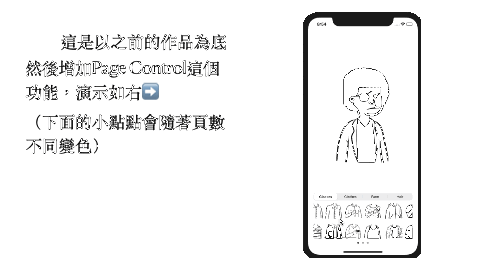 這是以之前的作品為底
然後增加Page Control這個
功能，演示如右➡️
（下面的小點點會隨著頁數
不同變色）